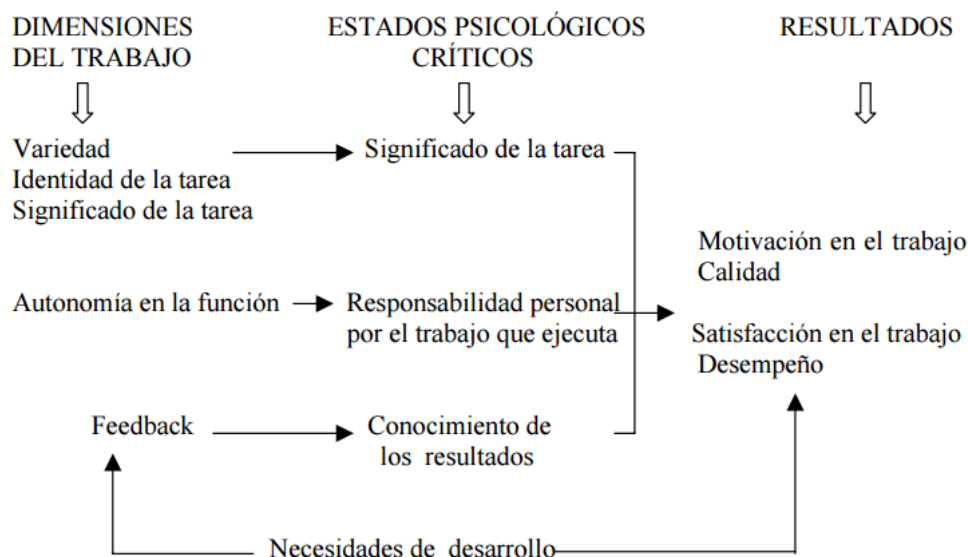 DIMENSIONES
DEL TRABAJO
ESTADOS PSICOLÓGICOS
CRÍTICOS
RESULTADOS
Variedad
Identidad de la tarea
Significado de la tarea
Significado de la tarea
Motivación en el trabajo
Calidad
Autonomía en la función
Responsabilidad personal
por el trabajo que ejecuta
Satisfacción en el trabajo
Desempeño
Feedback
Conocimiento de
los resultados
Necesidades de desarrollo